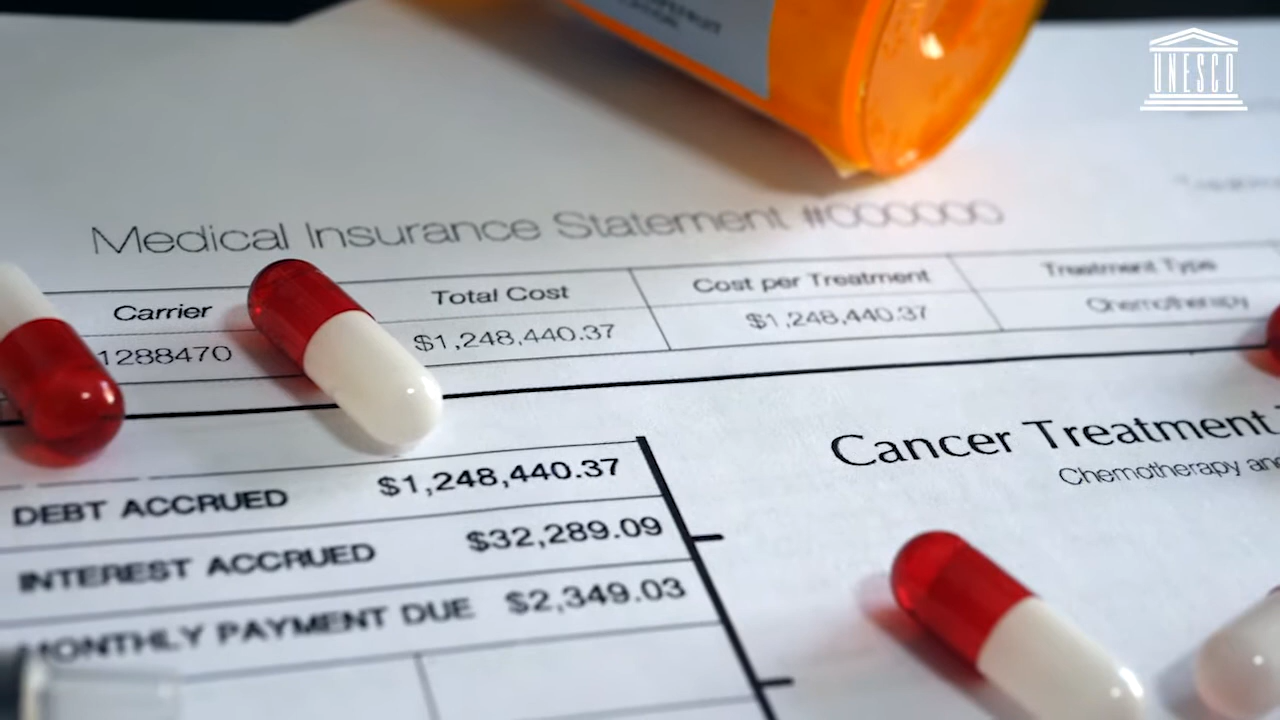 UNESCO
Medical Insurance Statement #000000
Carrier
Total Cost
Cost per Treatment
Treatment Type
1288470
$1,248,440.37
$1,248,440.37
Chemotherapy
Cancer Treatment
Chemotherapy and
DEBT ACCRUED $1,248,440.37
INTEREST ACCRUED $32,289.09
MONTHLY PAYMENT DUE $2,349.03